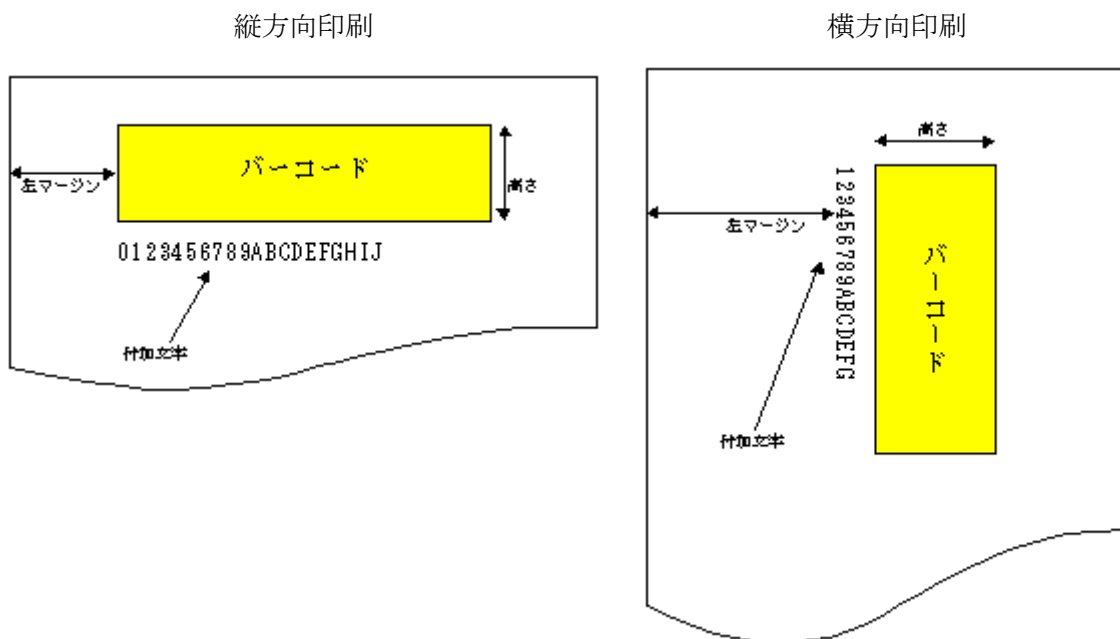 縦方向印刷
バーコード
左マージン
高さ
0123456789ABCDEFGHIJ
付加文字
横方向印刷
高さ
左マージン
123456789ABCDEFG
バーコード
付加文字